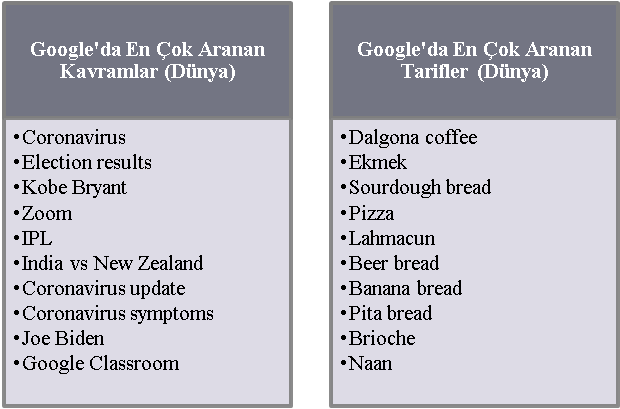 Google'da En Çok Aranan
Kavramlar (Dünya)
•Coronavirus
•Election results
•Kobe Bryant
•Zoom
•IPL
•India vs New Zealand
•Coronavirus update
•Coronavirus symptoms
•Joe Biden
•Google Classroom
Google'da En Çok Aranan
Tarifler (Dünya)
•Dalgona coffee
•Ekmek
•Sourdough bread
•Pizza
•Lahmacun
•Beer bread
•Banana bread
•Pita bread
•Brioche
•Naan